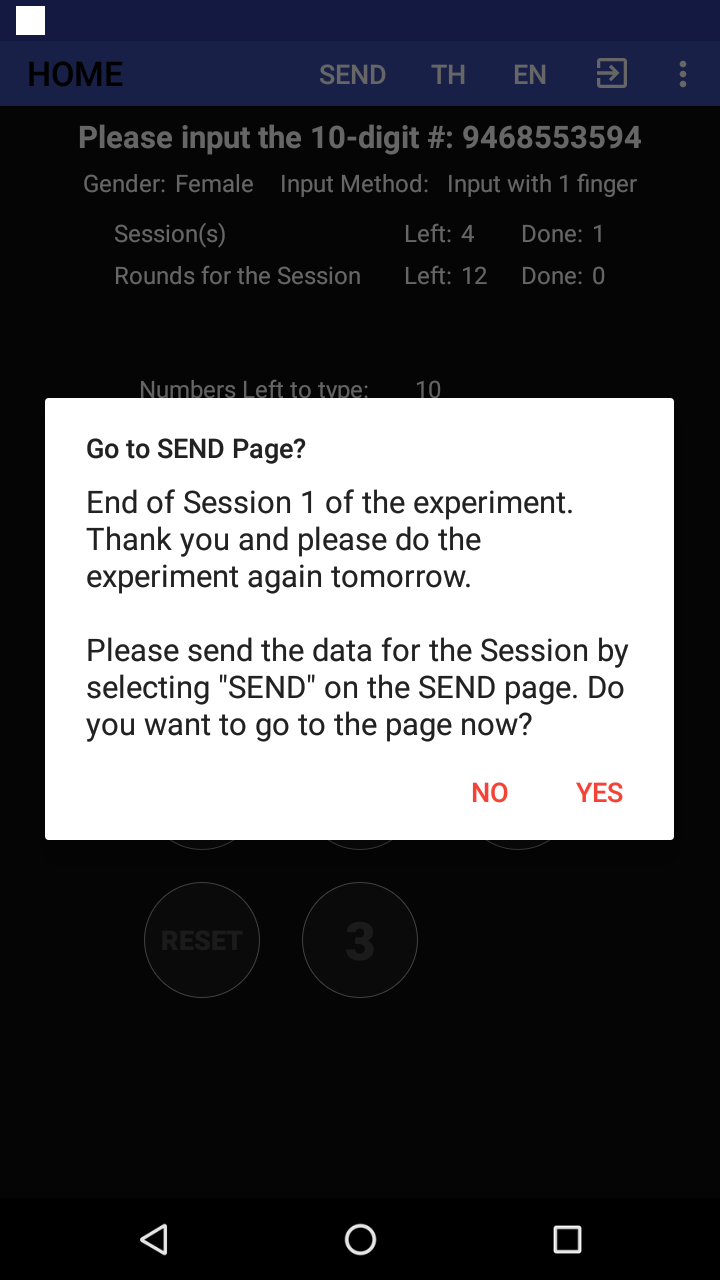 HOME SEND TH EN
Please input the 10-digit #: 9468553594
Gender: Female Input Method: Input with 1 finger
Session(s) Left: 4 Done: 1
Rounds for the Session Left: 12 Done: 0
Numbers Left to type: 10
Go to SEND Page?
End of Session 1 of the experiment.
Thank you and please do the
experiment again tomorrow.
Please send the data for the Session by
selecting "SEND" on the SEND page. Do
you want to go to the page now?
NO YES
RESET 3